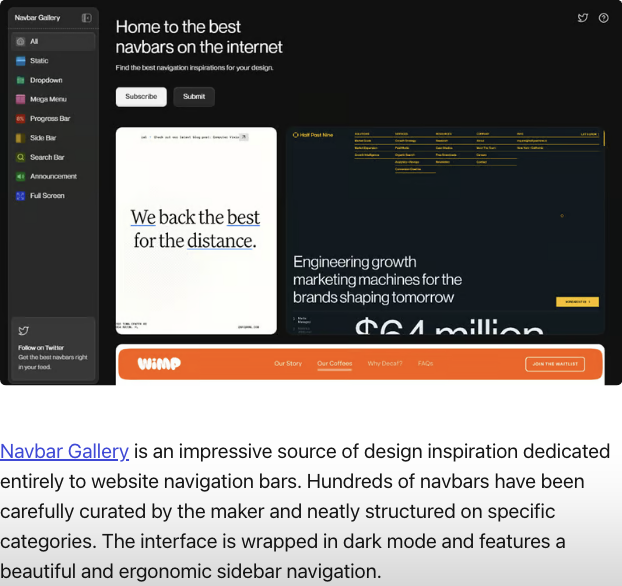 Navbar Gallery
All
Static
Dropdown
Mega Menu
Progress Bar
Side Bar
Search Bar
Announcement
Full Screen
Follow on Twitter
Get the best navbars right
in your feed.
Home to the best
navbars on the internet
Find the best navigation inspirations for your design.
Subscribe
Submit
We back the best
for the distance.
Half Past Nine
Engineering growth
marketing machines for the
brands shaping tomorrow
$64 million
WiMP
Our Story
Our Coffees
Why Decaf?
FAQs
JOIN THE WAITLIST
Navbar Gallery is an impressive source of design inspiration dedicated
entirely to website navigation bars. Hundreds of navbars have been
carefully curated by the maker and neatly structured on specific
categories. The interface is wrapped in dark mode and features a
beautiful and ergonomic sidebar navigation.